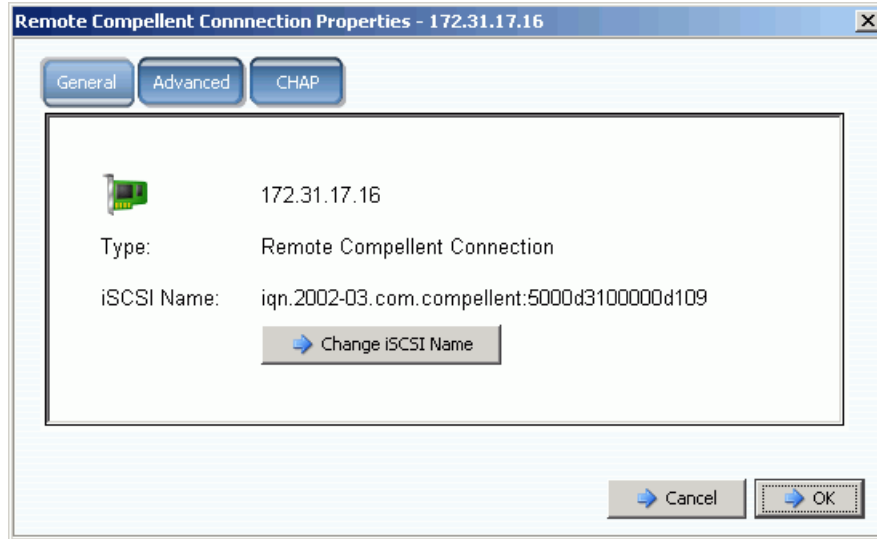 Remote Compellent Connnection Properties - 172.31.17.16
General
Advanced
CHAP
172.31.17.16
Type: Remote Compellent Connection
iSCSI Name: iqn.2002-03.com.compellent:5000d3100000d109
Change iSCSI Name
Cancel
OK